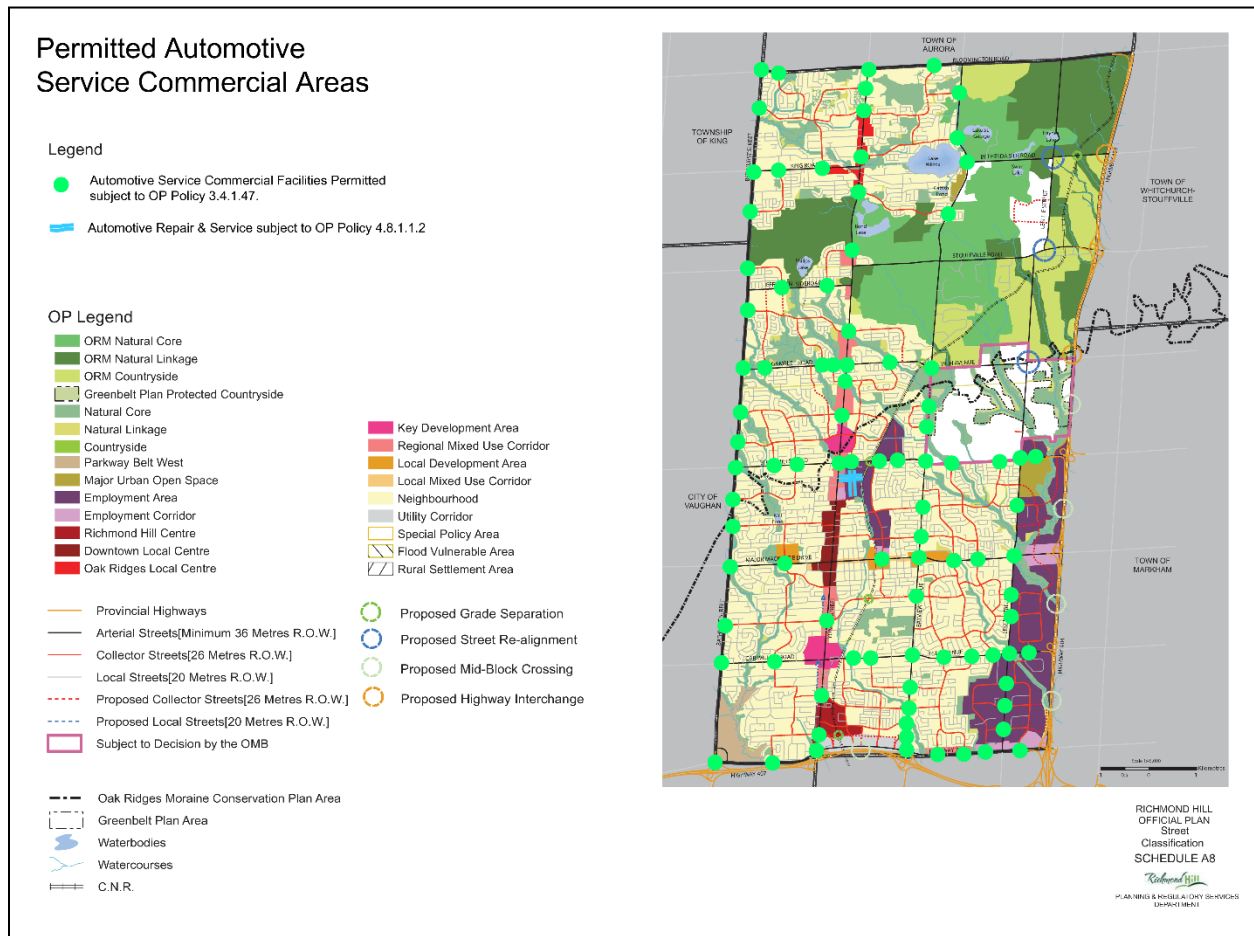 Permitted Automotive
Service Commercial Areas
Legend
Automotive Service Commercial Facilities Permitted
subject to OP Policy 3.4.1.47.
Automotive Repair & Service subject to OP Policy 4.8.1.1.2
OP Legend
ORM Natural Core
ORM Natural Linkage
ORM Countryside
Greenbelt Plan Protected Countryside
Natural Core
Natural Linkage
Countryside
Parkway Belt West
Major Urban Open Space
Employment Area
Employment Corridor
Richmond Hill Centre
Downtown Local Centre
Oak Ridges Local Centre
Key Development Area
Regional Mixed Use Corridor
Local Development Area
Local Mixed Use Corridor
Neighbourhood
Utility Corridor
Special Policy Area
Flood Vulnerable Area
Rural Settlement Area
Provincial Highways
Arterial Streets[Minimum 36 Metres R.O.W.]
Collector Streets[26 Metres R.O.W.]
Local Streets[20 Metres R.O.W.]
Proposed Collector Streets[26 Metres R.O.W.]
Proposed Local Streets[20 Metres R.O.W.]
Subject to Decision by the OMB
Proposed Grade Separation
Proposed Street Re-alignment
Proposed Mid-Block Crossing
Proposed Highway Interchange
Oak Ridges Moraine Conservation Plan Area
Greenbelt Plan Area
Waterbodies
Watercourses
C.N.R.
TOWN OF
AURORA
BLOOMINGTON ROAD
TOWNSHIP
OF KING
TOWN OF
WHITCHURCH-
STOUFFVILLE
STOUFFVILLE ROAD
CITY OF
VAUGHAN
TOWN OF
MARKHAM
HIGHWAY 407
Kilometres
RICHMOND HILL
OFFICIAL PLAN
Street
Classification
SCHEDULE A8
Richmond Hill
PLANNING & REGULATORY SERVICES
DEPARTMENT